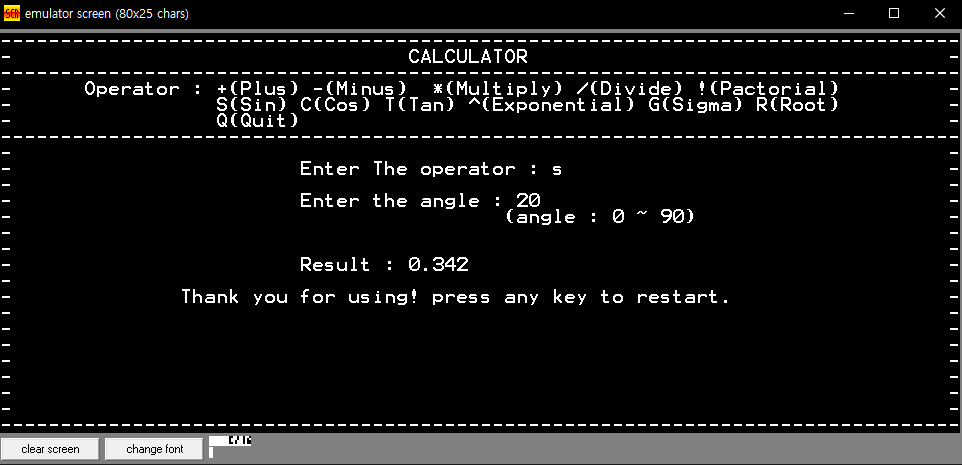 emulator screen (80x25 chars)
CALCULATOR
Operator : +(Plus) -(Minus) *(Multiply) /(Divide) !(Pactorial)
S(Sin) C(Cos) T(Tan) ^(Exponential) G(Sigma) R(Root)
Q(Quit)
Enter The operator : s
Enter the angle : 20
(angle : 0 ~ 90)
Result : 0.342
Thank you for using! press any key to restart.
clear screen change font